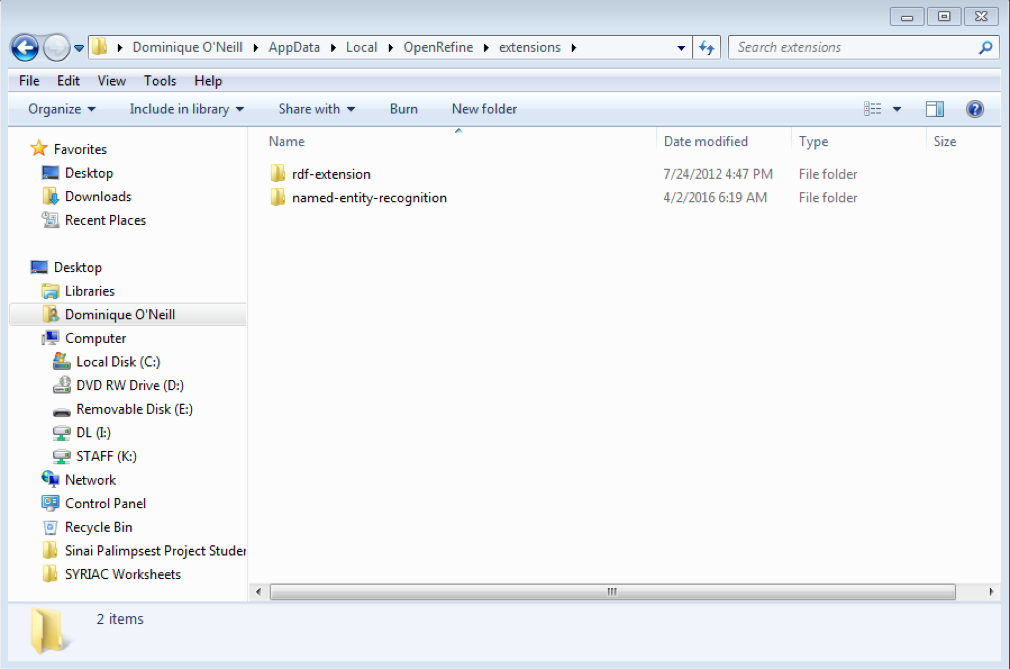 Dominique O'Neill AppData Local OpenRefine extensions Search extensions
File Edit View Tools Help
Organize Include in library Share with Burn New folder
Name Date modified Type Size
rdf-extension 7/24/2012 4:47 PM File folder
named-entity-recognition 4/2/2016 6:19 AM File folder
Favorites
Desktop
Downloads
Recent Places
Desktop
Libraries
Dominique O'Neill
Computer
Local Disk (C:)
DVD RW Drive (D:)
Removable Disk (E:)
DL (I:)
STAFF (K:)
Network
Control Panel
Recycle Bin
Sinai Palimpsest Project Studer
SYRIAC Worksheets
2 items